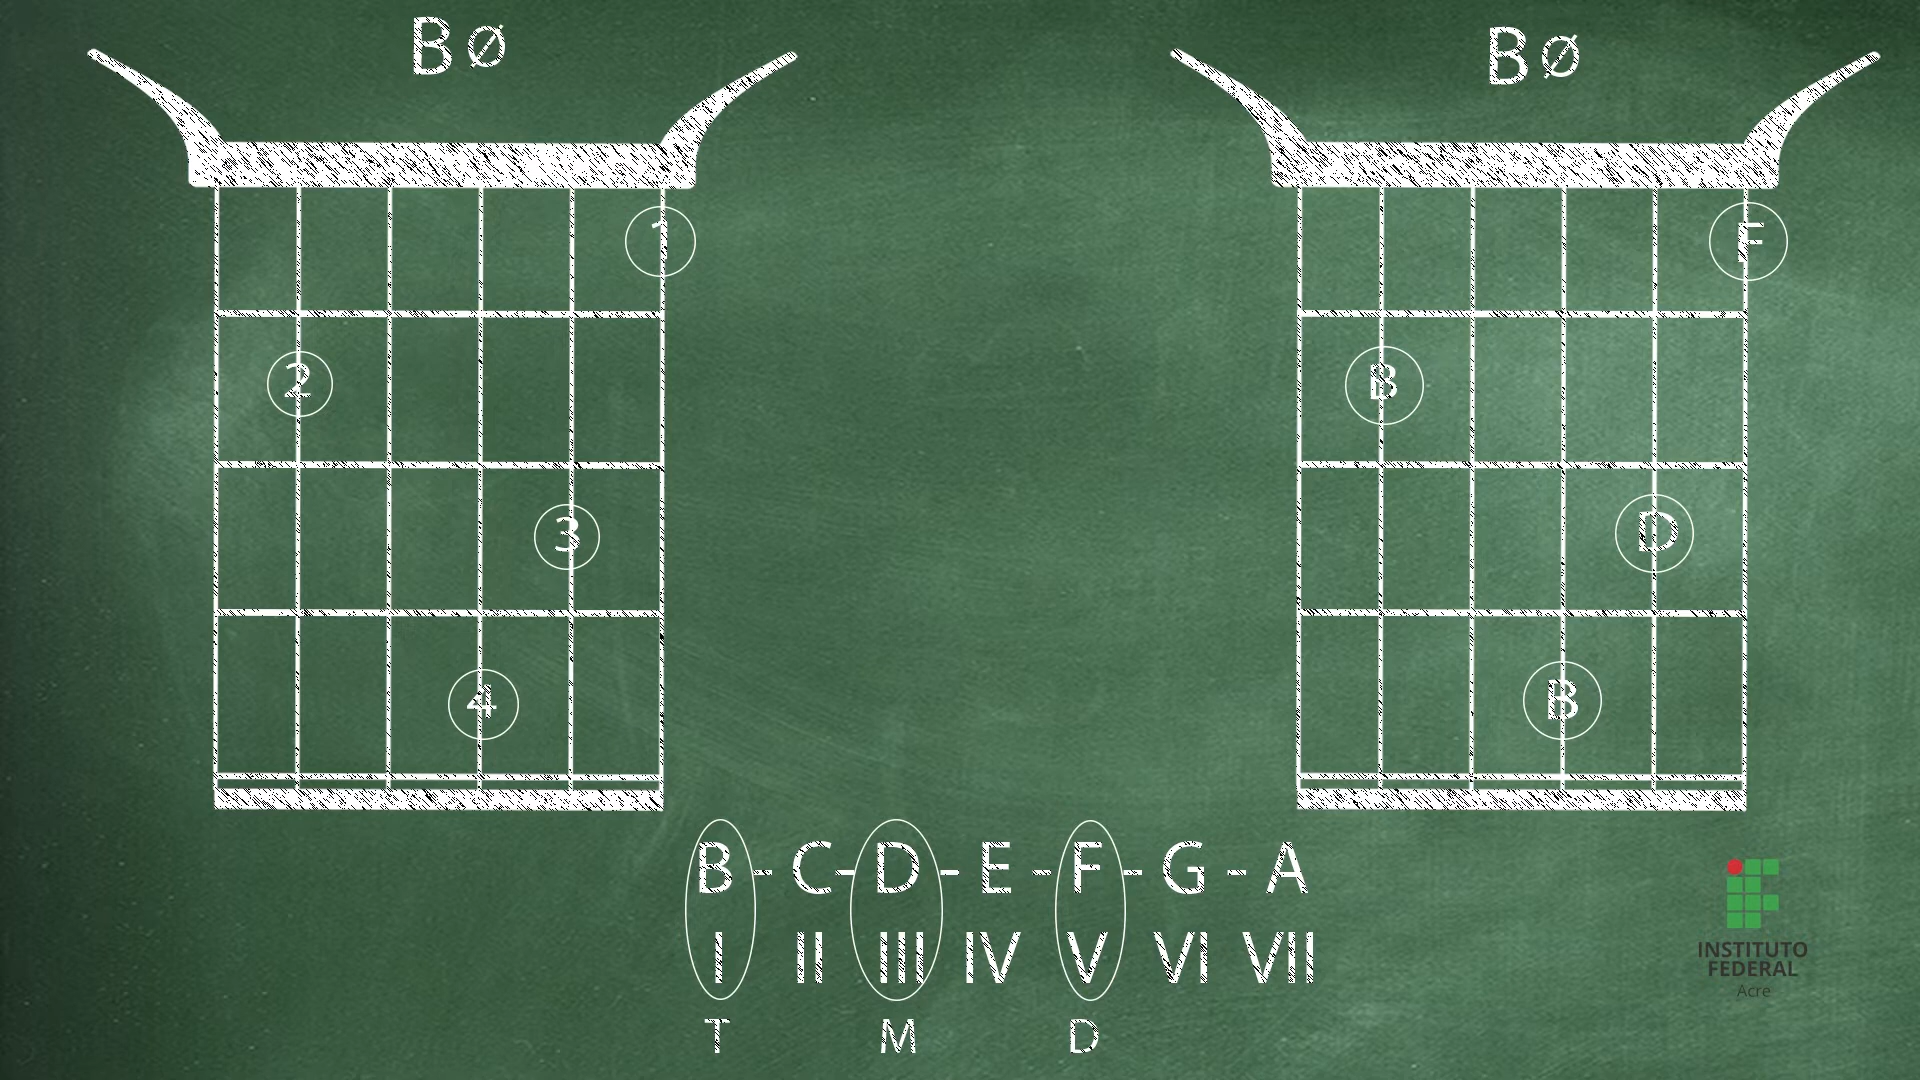 BØ
1
2
3
4
BØ
F
B
D
B
B - C - D - E - F - G - A
I II III IV V VI VII
T M D
INSTITUTO
FEDERAL
Acre